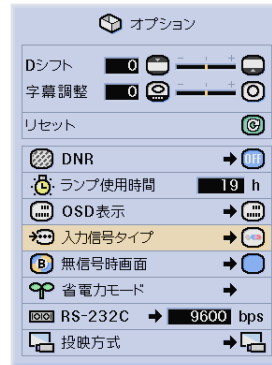 オプション
Dシフト 0 - +
字幕調整 0 - +
リセット
DNR Off
ランプ使用時間 19 h
OSD表示
入力信号タイプ
B 無信号時画面
省電力モード
RS-232C 9600 bps
投映方式